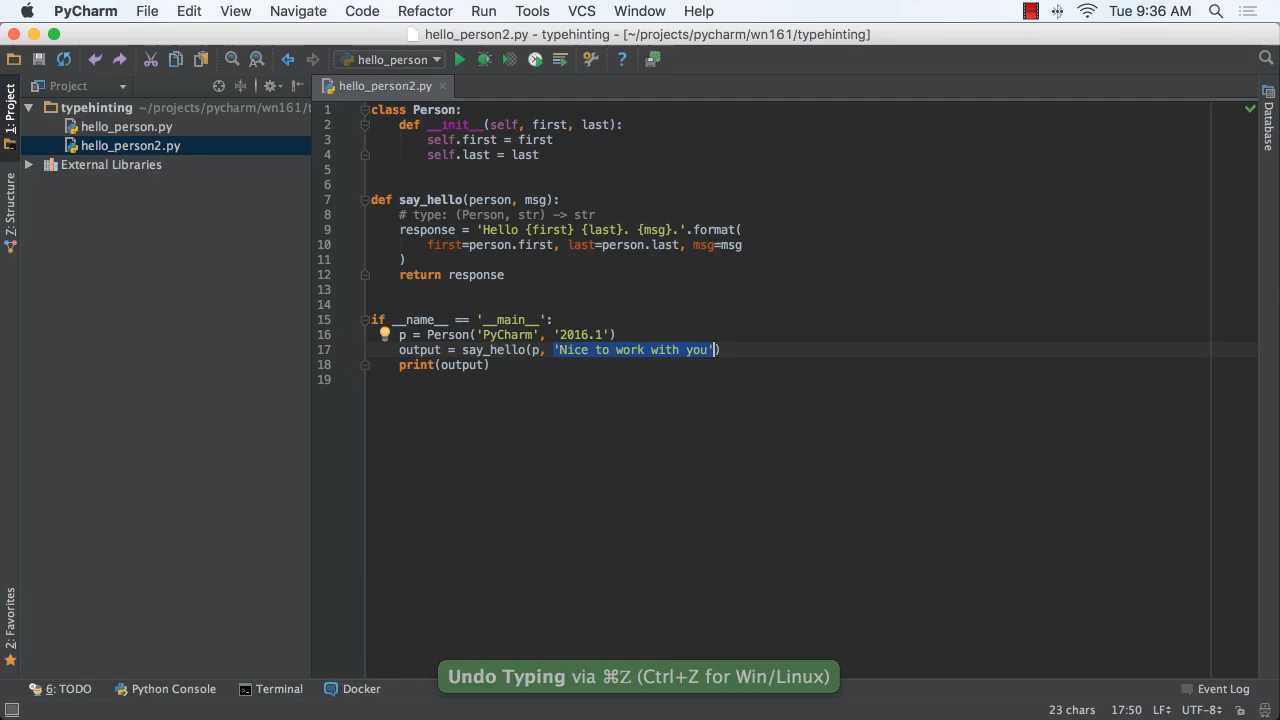 PyCharm File Edit View Navigate Code Refactor Run Tools VCS Window Help Tue 9:36 AM
hello_person2.py - typehinting - [~/projects/pycharm/wn161/typehinting]
hello_person
Project
hello_person2.py
1: Project
Z: Structure
2: Favorites
Database
typehinting ~/projects/pycharm/wn161/t
hello_person.py
hello_person2.py
External Libraries
1 class Person:
2     def __init__(self, first, last):
3         self.first = first
4         self.last = last
5
6
7 def say_hello(person, msg):
8     # type: (Person, str) -> str
9     response = 'Hello {first} {last}. {msg}.'.format(
10         first=person.first, last=person.last, msg=msg
11     )
12     return response
13
14
15 if __name__ == '__main__':
16     p = Person('PyCharm', '2016.1')
17     output = say_hello(p, 'Nice to work with you')
18     print(output)
19
Undo Typing via ⌘Z (Ctrl+Z for Win/Linux)
6: TODO Python Console Terminal Docker Event Log
23 chars 17:50 LF÷ UTF-8÷